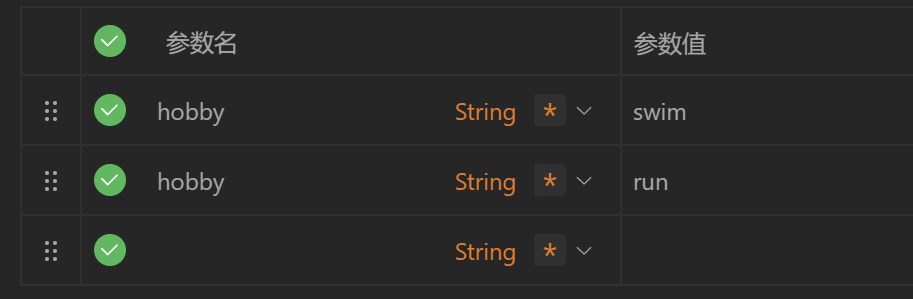 参数名 参数值
hobby String * swim
hobby String * run
String *